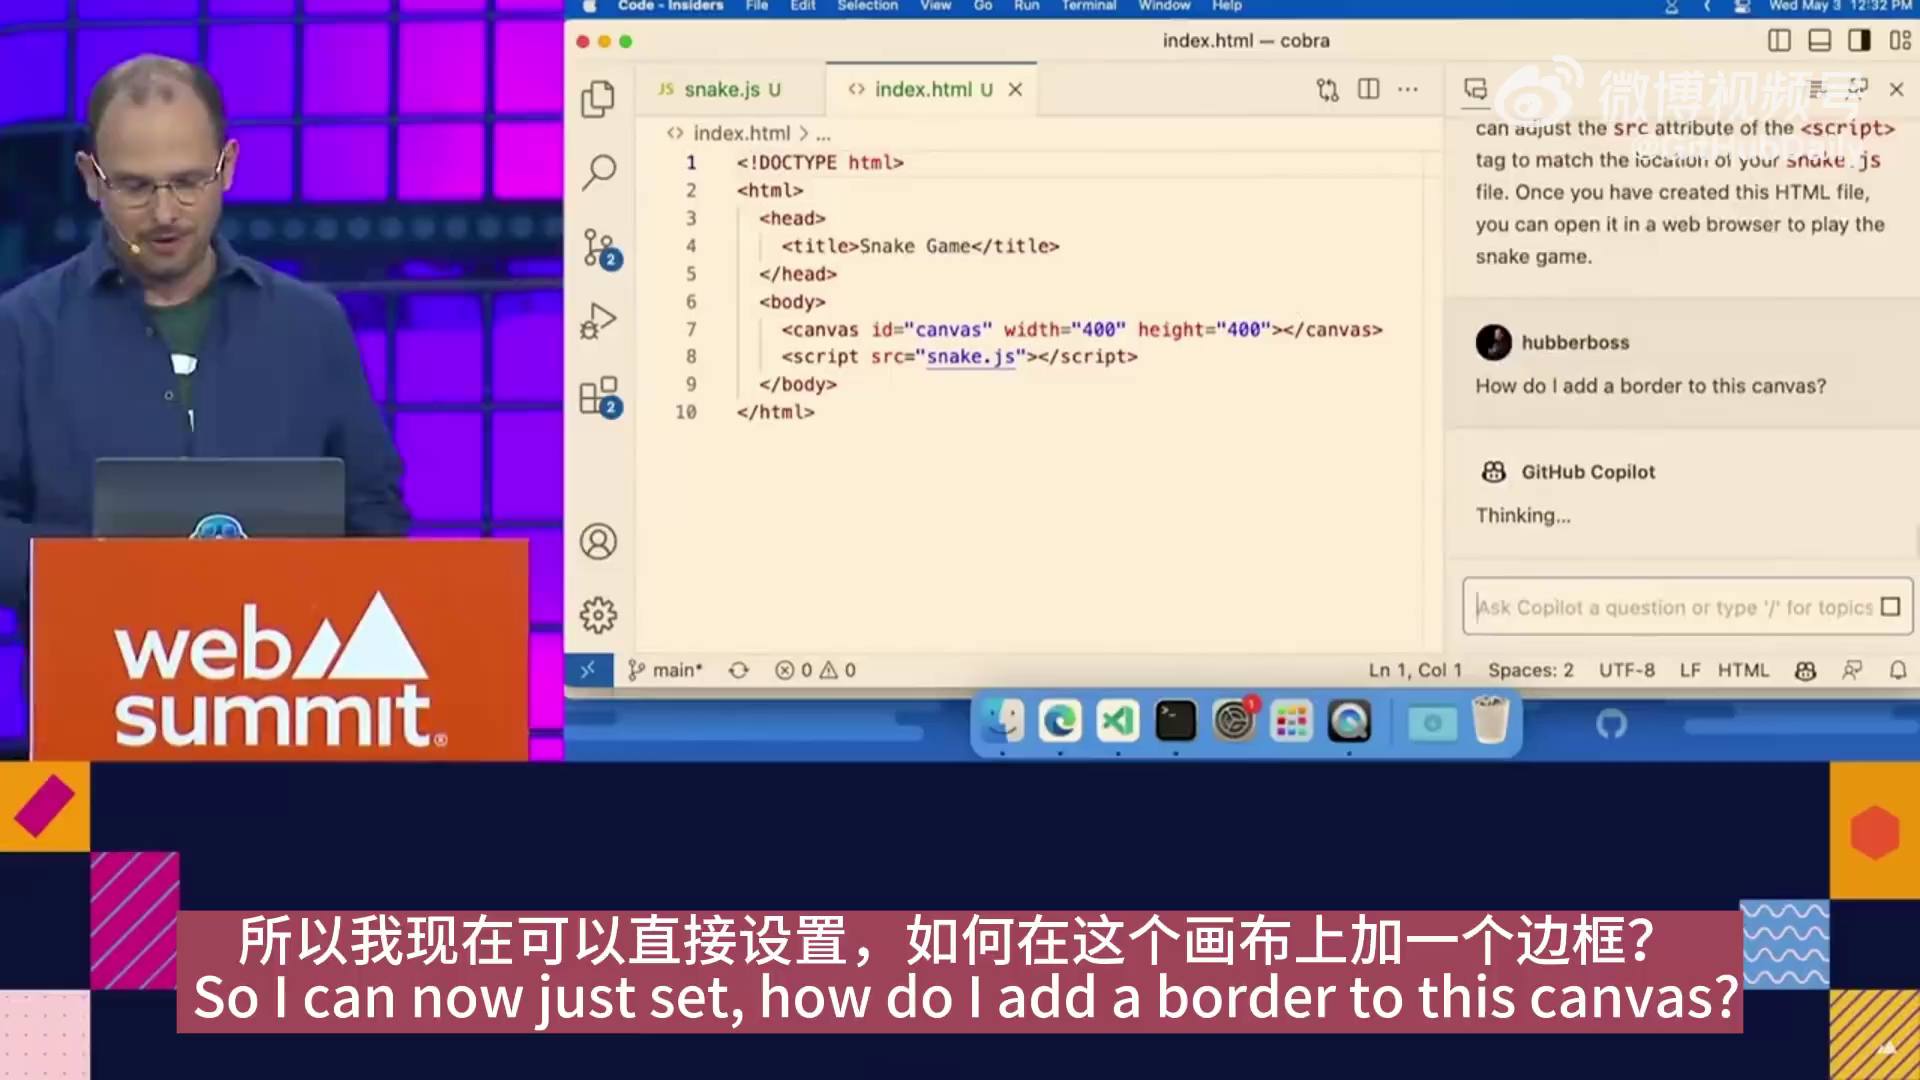 Code - Insiders File Edit Selection View Go Run Terminal Window Help Wed May 3 12:32 PM
index.html — cobra
JS snake.js U
<> index.html U
微博视频号
@GitHubDaily
<> index.html > ...
1 <!DOCTYPE html>
2 <html>
3 <head>
4 <title>Snake Game</title>
5 </head>
6 <body>
7 <canvas id="canvas" width="400" height="400"></canvas>
8 <script src="snake.js"></script>
9 </body>
10 </html>
can adjust the src attribute of the <script>
tag to match the location of your snake.js
file. Once you have created this HTML file,
you can open it in a web browser to play the
snake game.
hubberboss
How do I add a border to this canvas?
GitHub Copilot
Thinking...
Ask Copilot a question or type '/' for topics
2
2
main* 0 0 Ln 1, Col 1 Spaces: 2 UTF-8 LF HTML
1
web
summit®
所以我现在可以直接设置，如何在这个画布上加一个边框？
So I can now just set, how do I add a border to this canvas?